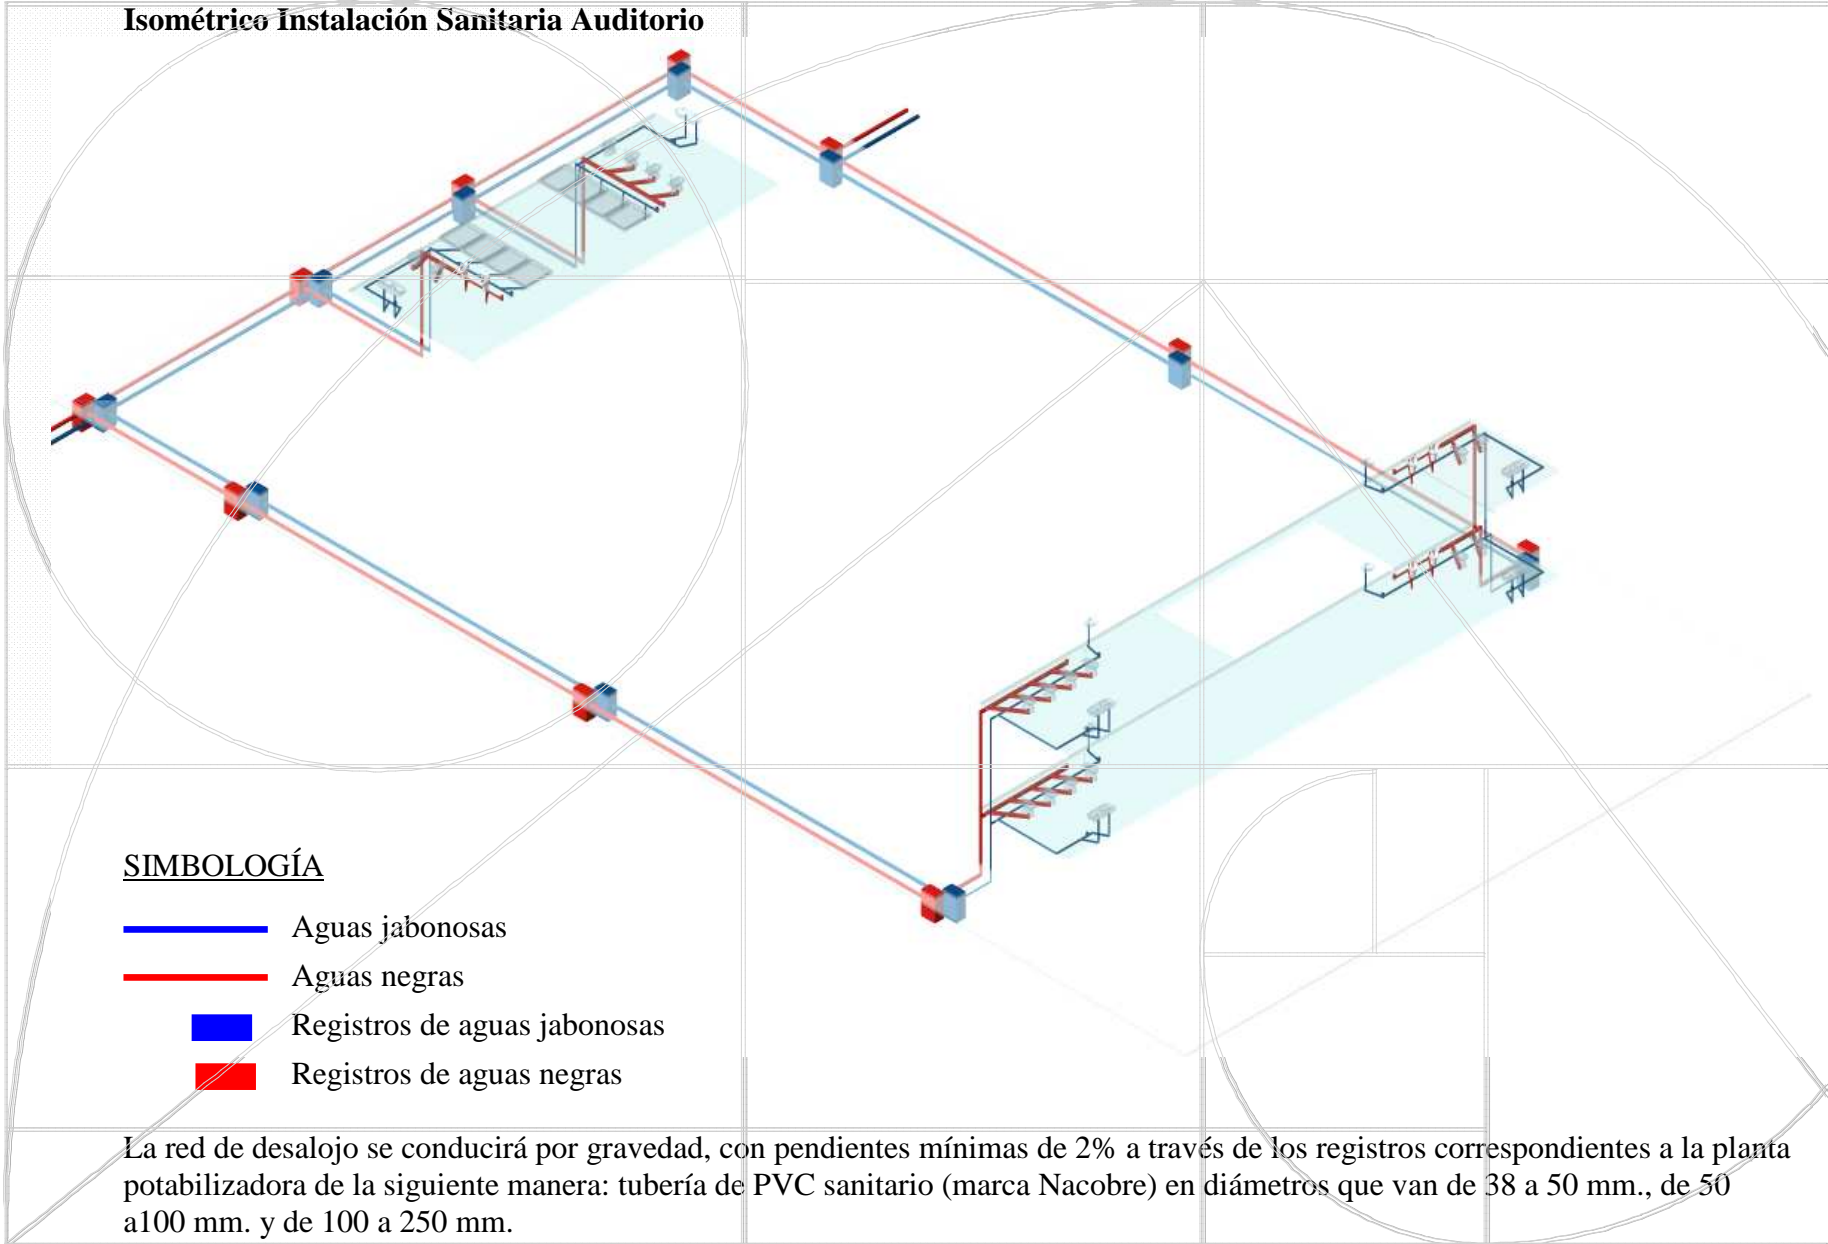 Isométrico Instalación Sanitaria Auditorio
SIMBOLOGÍA
Aguas jabonosas
Aguas negras
Registros de aguas jabonosas
Registros de aguas negras
La red de desalojo se conducirá por gravedad, con pendientes mínimas de 2% a través de los registros correspondientes a la planta
potabilizadora de la siguiente manera: tubería de PVC sanitario (marca Nacobre) en diámetros que van de 38 a 50 mm., de 50
a100 mm. y de 100 a 250 mm.